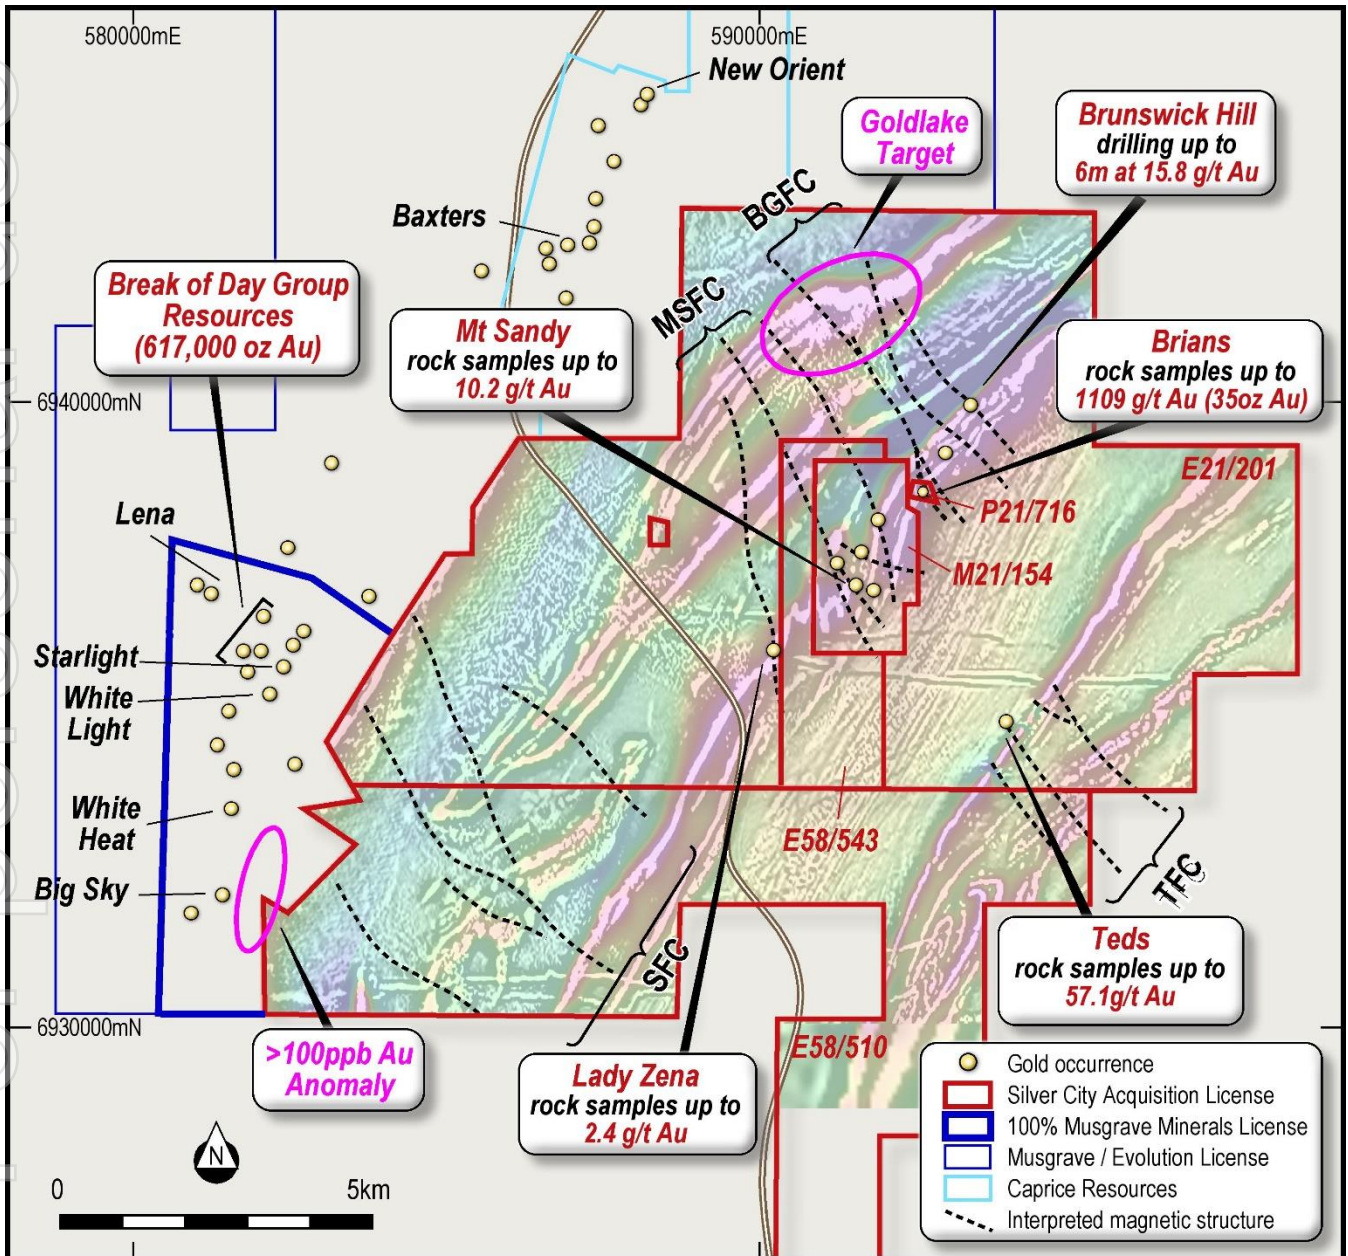 580000mE
590000mE
New Orient
Goldlake
Target
Brunswick Hill
drilling up to
6m at 15.8 g/t Au
BGFC
Baxters
Break of Day Group
Resources
(617,000 oz Au)
MSFC
Mt Sandy
rock samples up to
10.2 g/t Au
Brians
rock samples up to
1109 g/t Au (35oz Au)
6940000mN
E21/201
Lena
P21/716
M21/154
Starlight
White
Light
White
Heat
E58/543
Big Sky
TFC
SFC
Teds
rock samples up to
57.1g/t Au
6930000mN
>100ppb Au
Anomaly
E58/510
Lady Zena
rock samples up to
2.4 g/t Au
Gold occurrence
Silver City Acquisition License
100% Musgrave Minerals License
Musgrave / Evolution License
Caprice Resources
Interpreted magnetic structure
N
0
5km